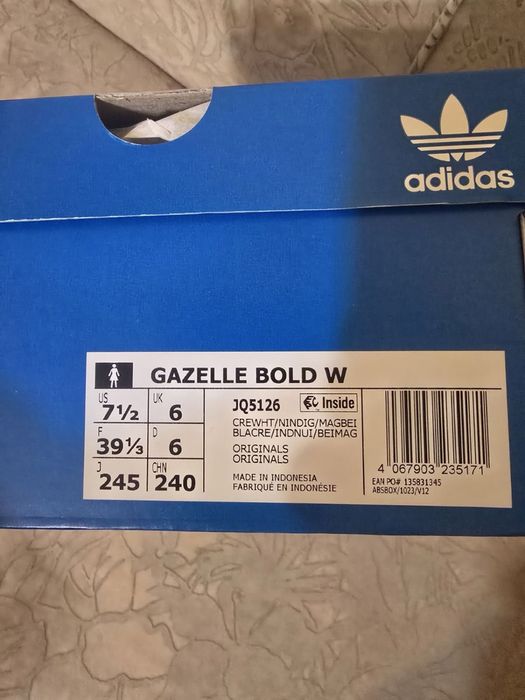 adidas
GAZELLE BOLD W
US 7½ UK 6
F 39⅓ D 6
J 245 CHN 240
JQ5126 Inside
CREWHT/NINDIG/MAGBEI
BLACRE/INDNUI/BEIMAG
ORIGINALS
ORIGINALS
MADE IN INDONESIA
FABRIQUÉ EN INDONÉSIE
4 067903 235171
EAN PO# 135831345
ABSBOX/1023/V12